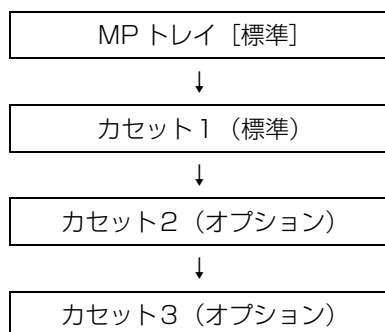 MP トレイ［標準］
↓
カセット１（標準）
↓
カセット２（オプション）
↓
カセット３（オプション）